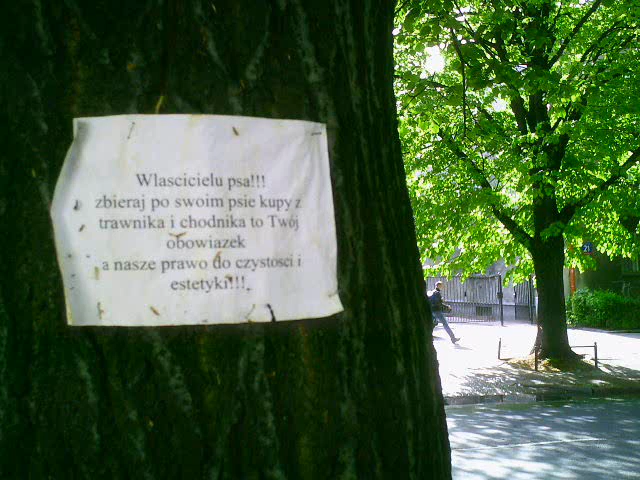 Wlascicielu psa!!!
zbieraj po swoim psie kupy z
trawnika i chodnika to Twój
obowiazek
a nasze prawo do czystosci i
estetyki!!!